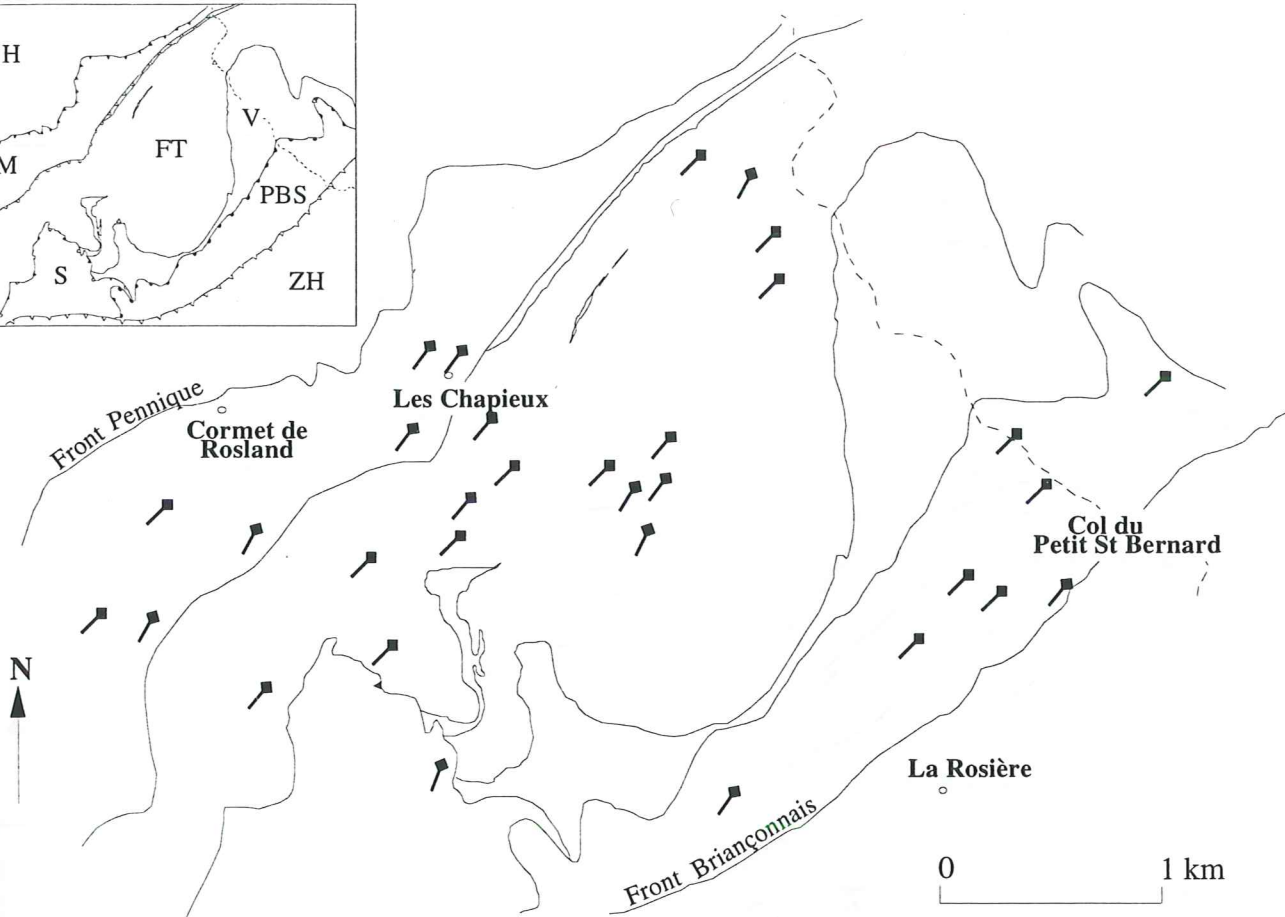 H
V
FT
M
PBS
S
ZH
Front Pennique
Cormet de
Rosland
Les Chapieux
Col du
Petit St Bernard
N
La Rosière
Front Briançonnais
0 1 km